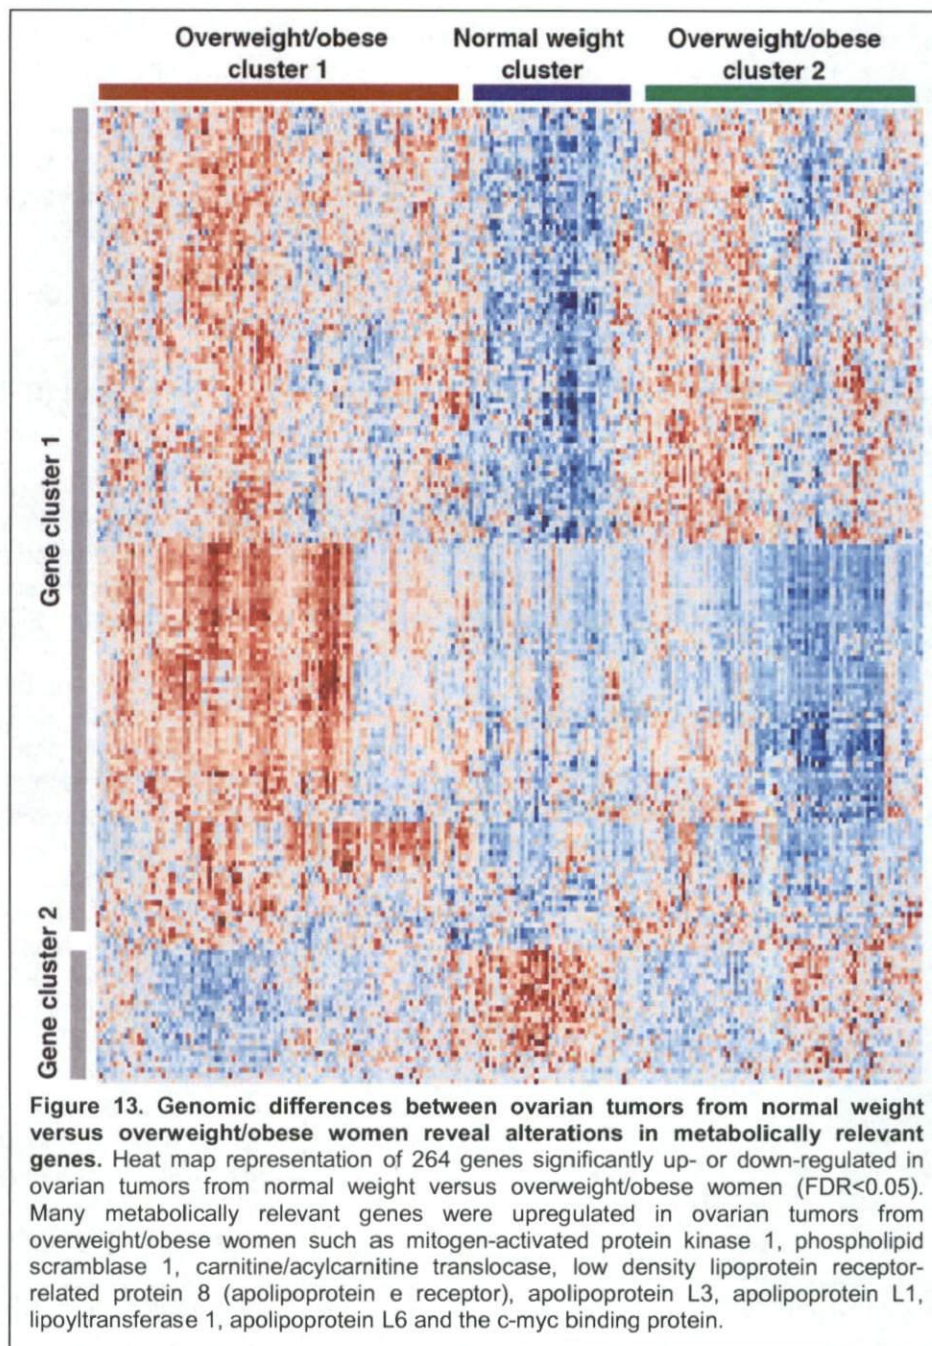 Overweight/obese cluster 1
Normal weight cluster
Overweight/obese cluster 2
Gene cluster 1
Gene cluster 2
Figure 13. Genomic differences between ovarian tumors from normal weight
versus overweight/obese women reveal alterations in metabolically relevant
genes. Heat map representation of 264 genes significantly up- or down-regulated in
ovarian tumors from normal weight versus overweight/obese women (FDR<0.05).
Many metabolically relevant genes were upregulated in ovarian tumors from
overweight/obese women such as mitogen-activated protein kinase 1, phospholipid
scramblase 1, carnitine/acylcarnitine translocase, low density lipoprotein receptor-
related protein 8 (apolipoprotein e receptor), apolipoprotein L3, apolipoprotein L1,
lipoyltransferase 1, apolipoprotein L6 and the c-myc binding protein.